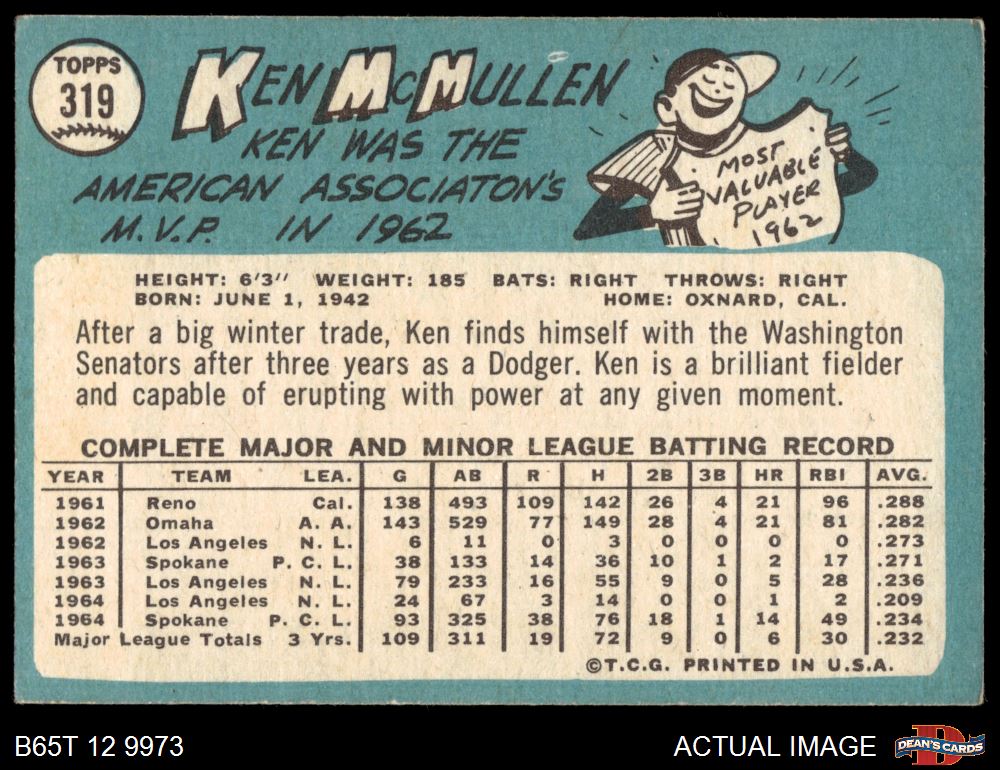 TOPPS
319
KEN MCMULLEN
KEN WAS THE
AMERICAN ASSOCIATON'S
M.V.P. IN 1962
MOST
VALUABLE
PLAYER
1962
HEIGHT: 6'3" WEIGHT: 185 BATS: RIGHT THROWS: RIGHT
BORN: JUNE 1, 1942 HOME: OXNARD, CAL.
After a big winter trade, Ken finds himself with the Washington
Senators after three years as a Dodger. Ken is a brilliant fielder
and capable of erupting with power at any given moment.
COMPLETE MAJOR AND MINOR LEAGUE BATTING RECORD
YEAR TEAM LEA. G AB R H 2B 3B HR RBI AVG.
1961 Reno Cal. 138 493 109 142 26 4 21 96 .288
1962 Omaha A. A. 143 529 77 149 28 4 21 81 .282
1962 Los Angeles N. L. 6 11 0 3 0 0 0 0 .273
1963 Spokane P. C. L. 38 133 14 36 10 1 2 17 .271
1963 Los Angeles N. L. 79 233 16 55 9 0 5 28 .236
1964 Los Angeles N. L. 24 67 3 14 0 0 1 2 .209
1964 Spokane P. C. L. 93 325 38 76 18 1 14 49 .234
Major League Totals 3 Yrs. 109 311 19 72 9 0 6 30 .232
©T.C.G. PRINTED IN U.S.A.
B65T 12 9973
ACTUAL IMAGE
DEAN'S CARDS